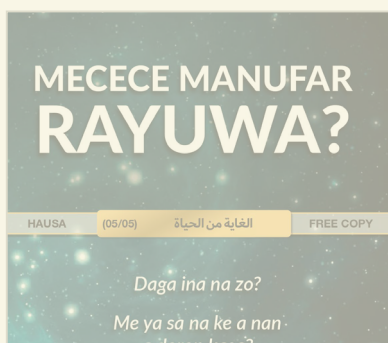 MECECE MANUFAR
RAYUWA?
HAUSA (05/05) الغاية من الحياة FREE COPY
Daga ina na zo?
Me ya sa na ke a nan